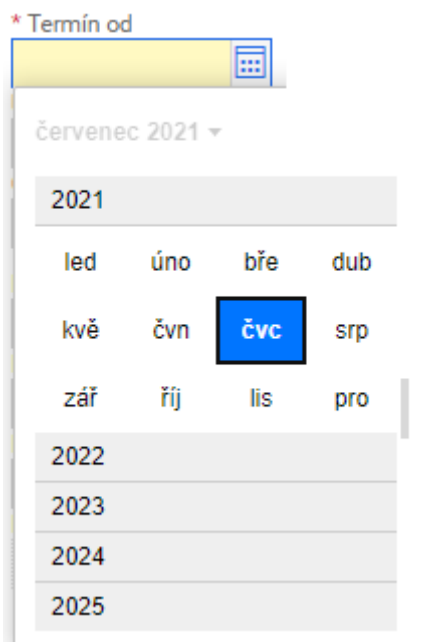 * Termín od
červenec 2021
2021
led úno bře dub
kvě čvn čvc srp
zář říj lis pro
2022
2023
2024
2025